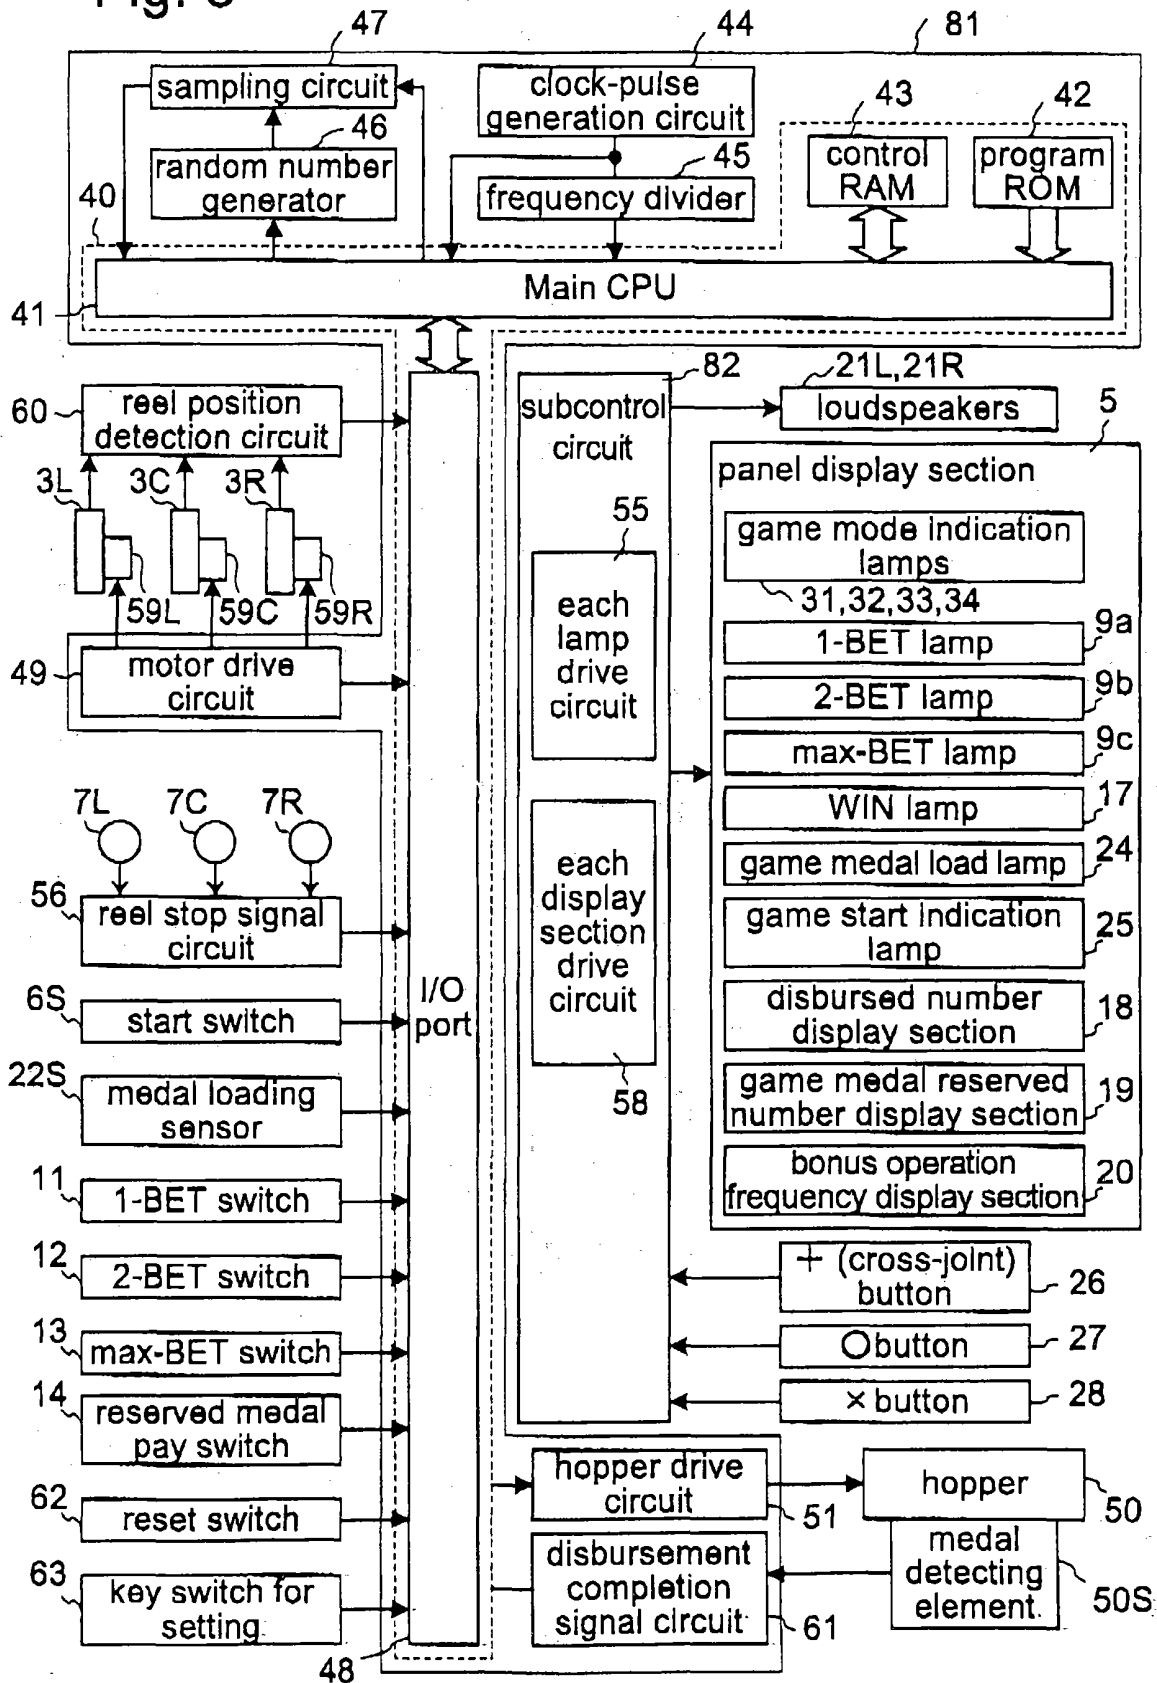 47
44
81
sampling circuit
clock-pulse
generation circuit
43
42
46
45
random number
generator
frequency divider
control
RAM
program
ROM
40
Main CPU
41
60
reel position
detection circuit
82
subcontrol
circuit
21L,21R
loudspeakers
5
panel display section
3L
3C
3R
59L
59C
59R
55
each
lamp
drive
circuit
game mode indication
lamps
31,32,33,34
9a
1-BET lamp
49
motor drive
circuit
9b
2-BET lamp
9c
max-BET lamp
17
WIN lamp
7L
7C
7R
24
game medal load lamp
56
reel stop signal
circuit
each
display
section
drive
circuit
58
25
game start indication
lamp
I/O
port
6S
start switch
18
disbursed number
display section
22S
medal loading
sensor
19
game medal reserved
number display section
11
1-BET switch
20
bonus operation
frequency display section
12
2-BET switch
+ (cross-joint)
button
26
13
max-BET switch
○button
27
14
reserved medal
pay switch
× button
28
hopper drive
circuit
51
hopper
50
62
reset switch
63
key switch for
setting
disbursement
completion
signal circuit
61
medal
detecting
element
50S
48